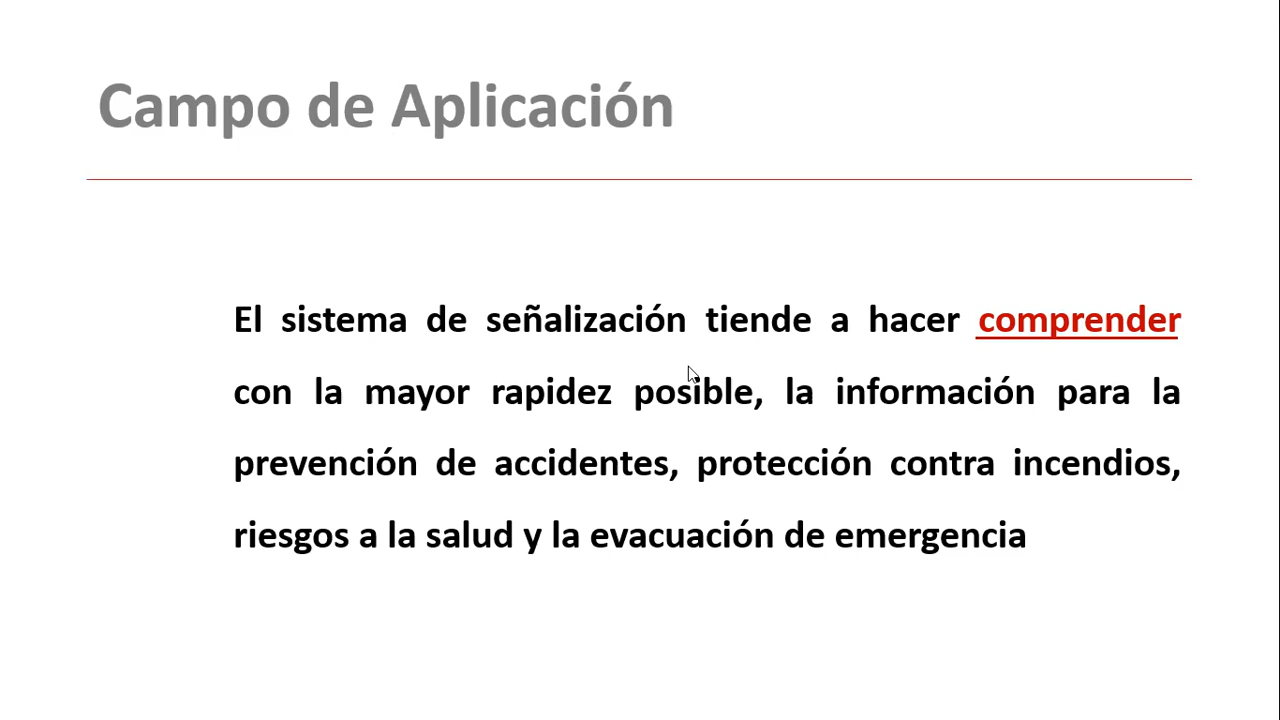 Campo de Aplicación
El sistema de señalización tiende a hacer comprender
con la mayor rapidez posible, la información para la
prevención de accidentes, protección contra incendios,
riesgos a la salud y la evacuación de emergencia